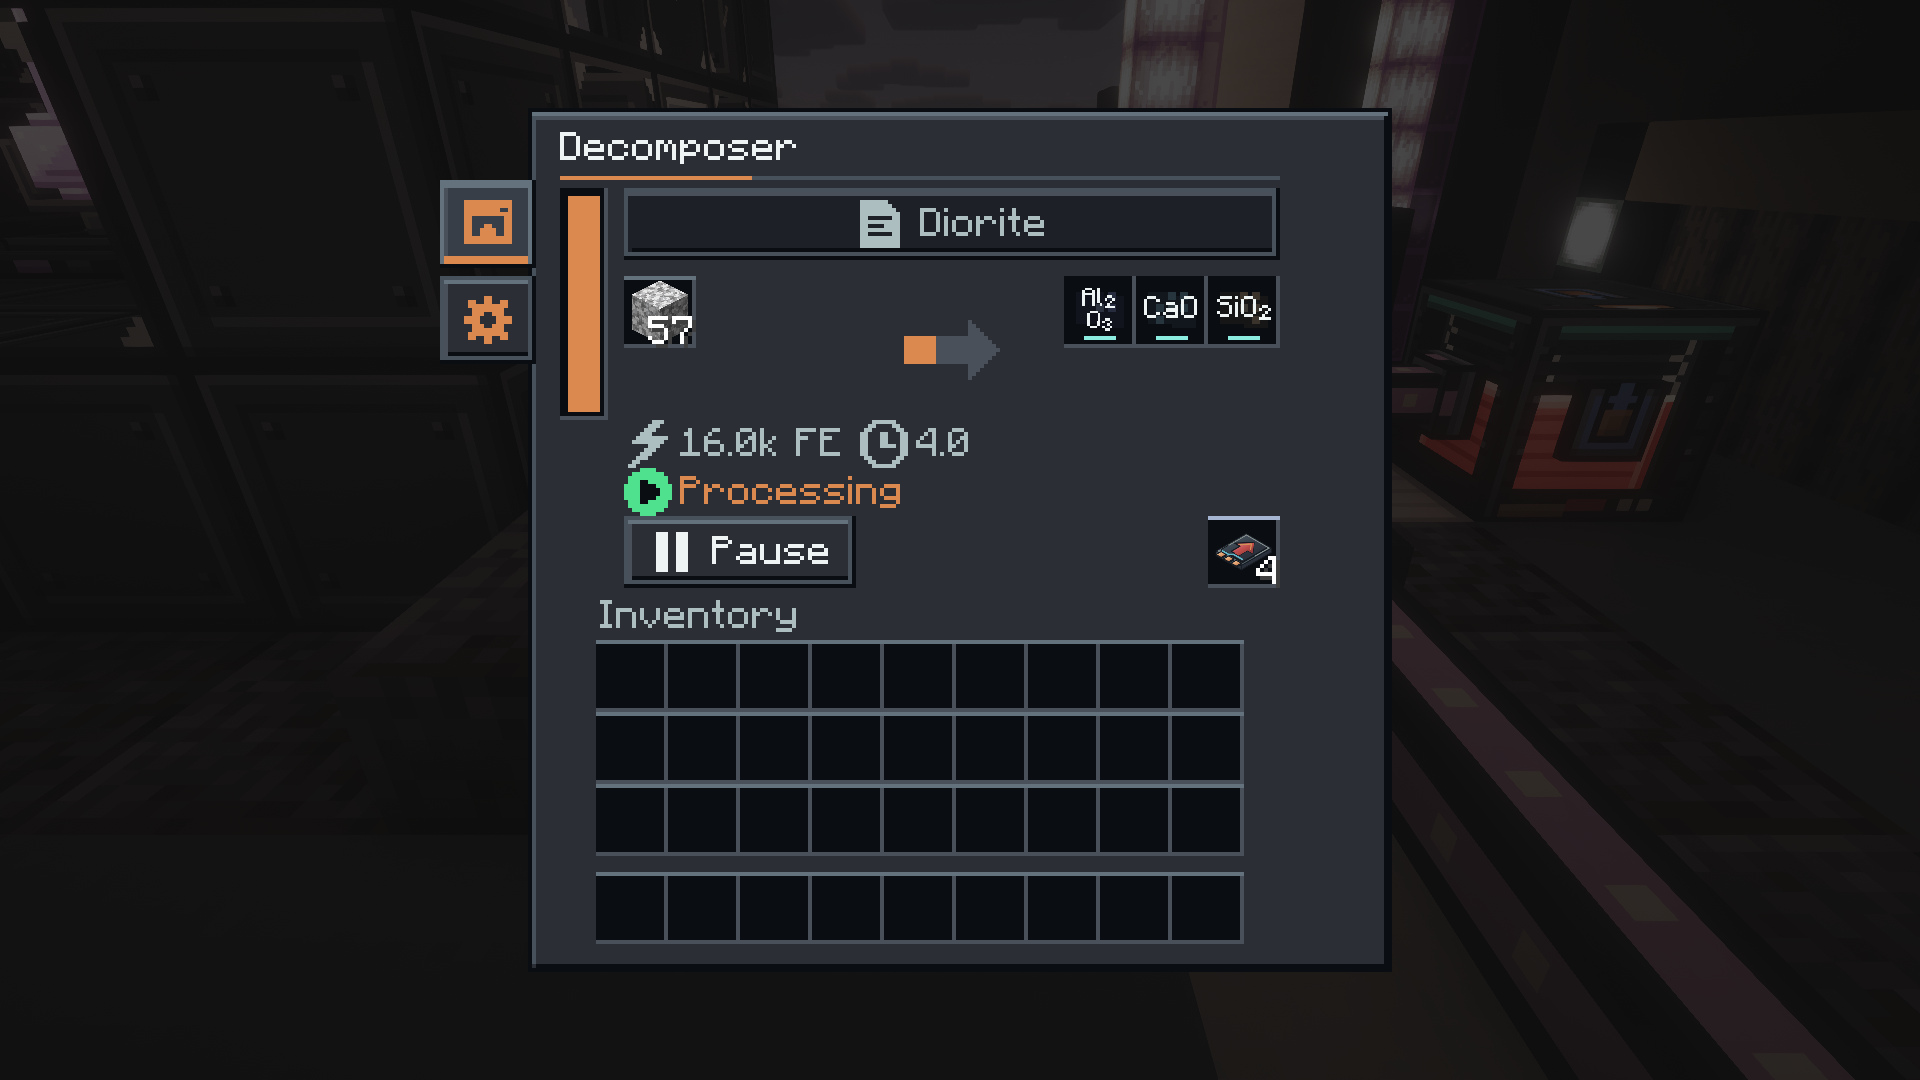 Decomposer
Diorite
57
Al₂O₃
CaO
SiO₂
16.0k FE 4.0
Processing
Pause
4
Inventory